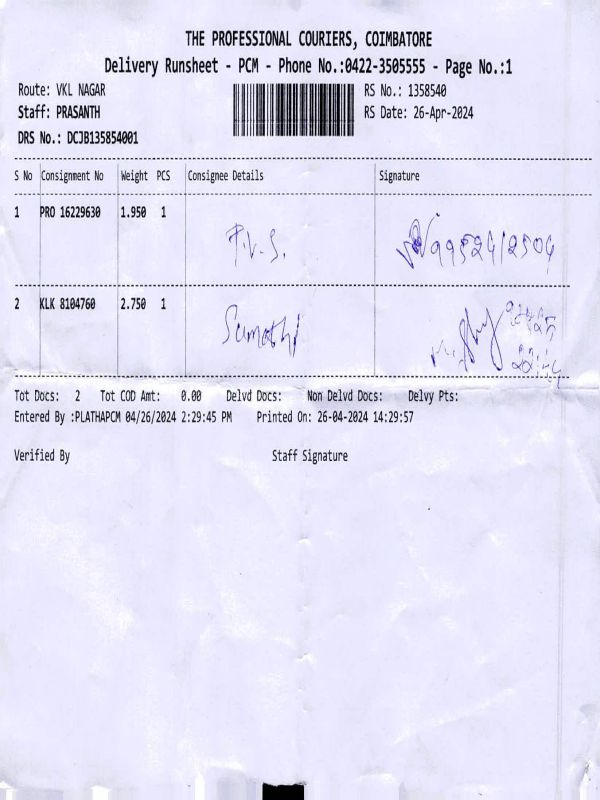 THE PROFESSIONAL COURIERS, COIMBATORE
Delivery Runsheet - PCM - Phone No.:0422-3505555 - Page No.:1
Route: VKL NAGAR RS No.: 1358540
Staff: PRASANTH RS Date: 26-Apr-2024
DRS No.: DCJB135854001
S No Consignment No Weight PCS Consignee Details Signature
1 PRO 16229630 1.950 1
P.V.S. 9952412504
2 KLK 8104760 2.750 1
Sumathi
Tot Docs: 2 Tot COD Amt: 0.00 Delvd Docs: Non Delvd Docs: Delvy Pts:
Entered By :PLATHAPCM 04/26/2024 2:29:45 PM Printed On: 26-04-2024 14:29:57
Verified By Staff Signature